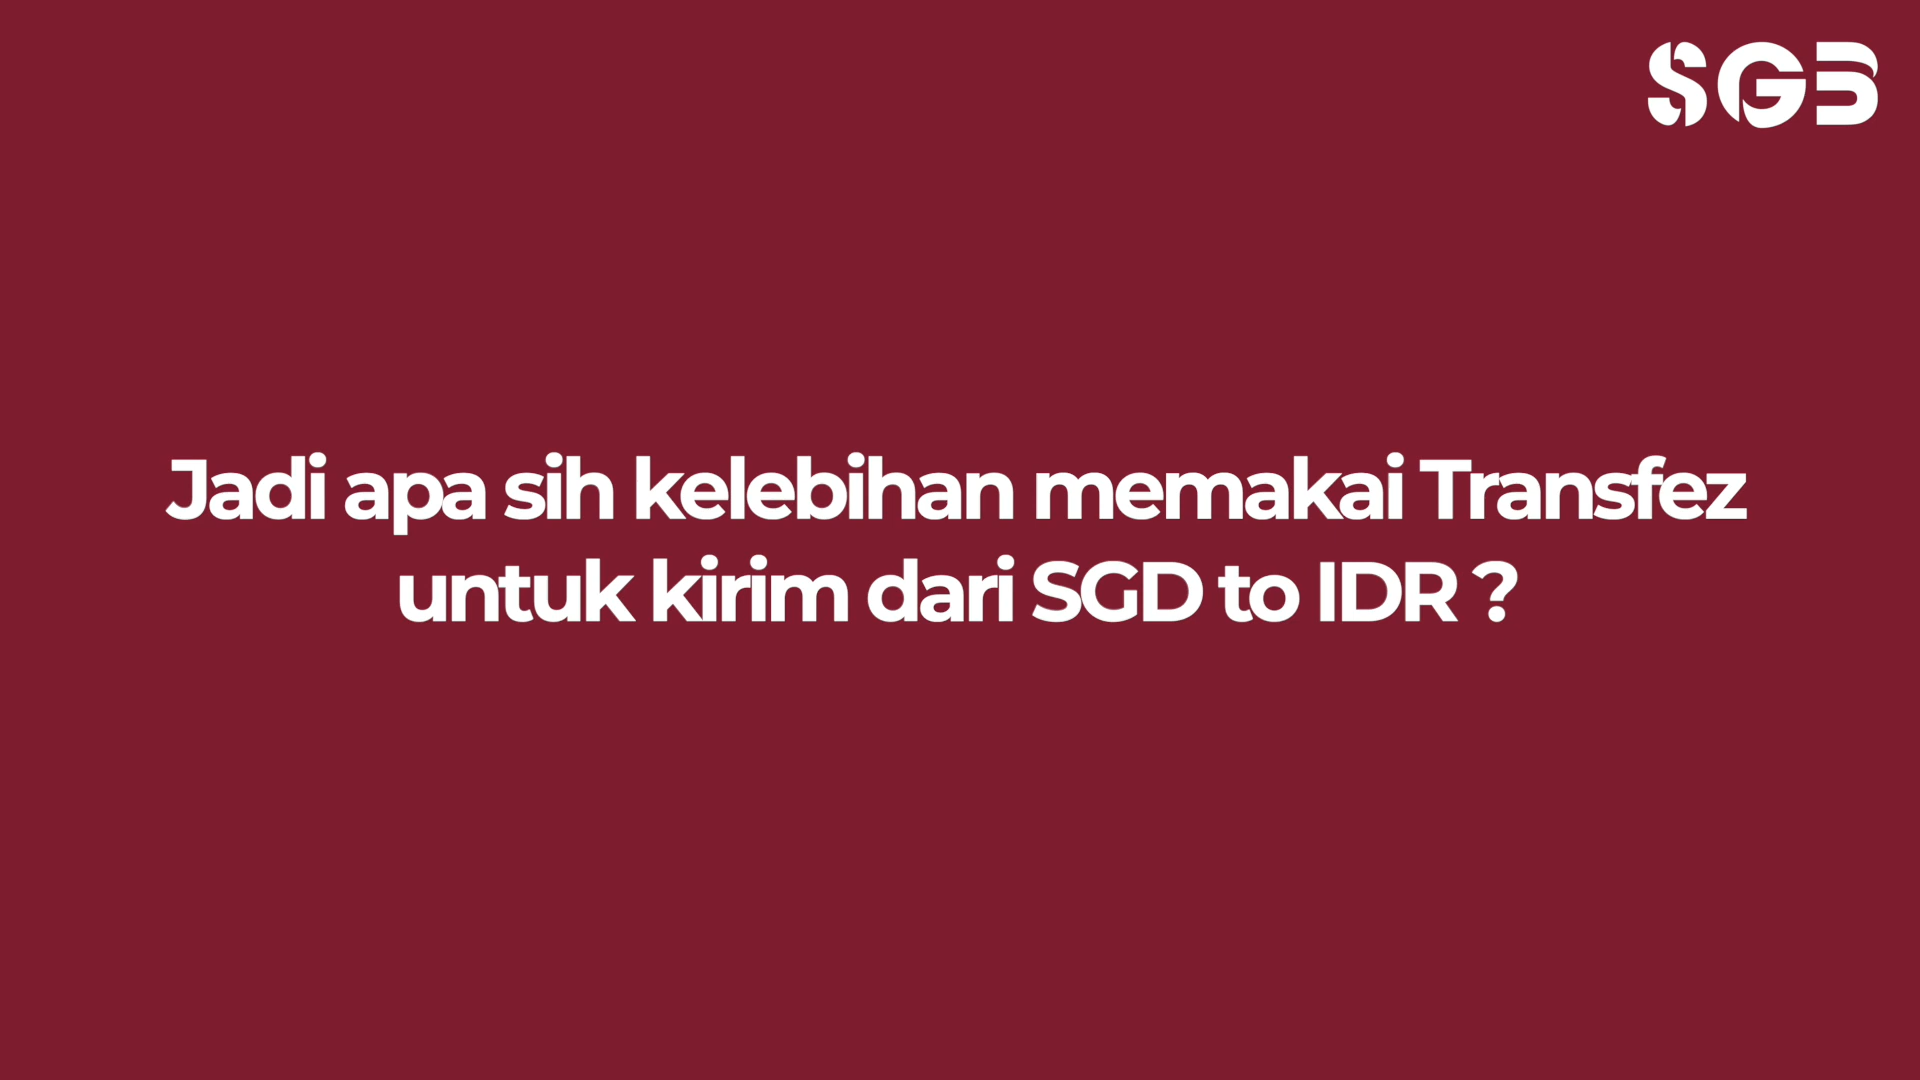 SGB
Jadi apa sih kelebihan memakai Transfez
untuk kirim dari SGD to IDR ?